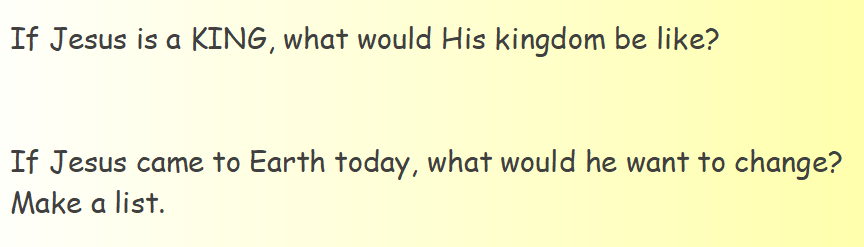 If Jesus is a KING, what would His kingdom be like?
If Jesus came to Earth today, what would he want to change?
Make a list.